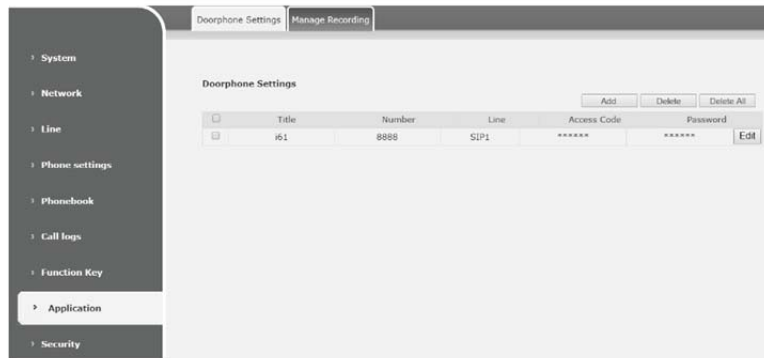 Doorphone Settings Manage Recording
System
Network
Line
Phone settings
Phonebook
Call logs
Function Key
Application
Security
Doorphone Settings
Add Delete Delete All
Title Number Line Access Code Password
i61 8888 SIP1 ****** ****** Edit